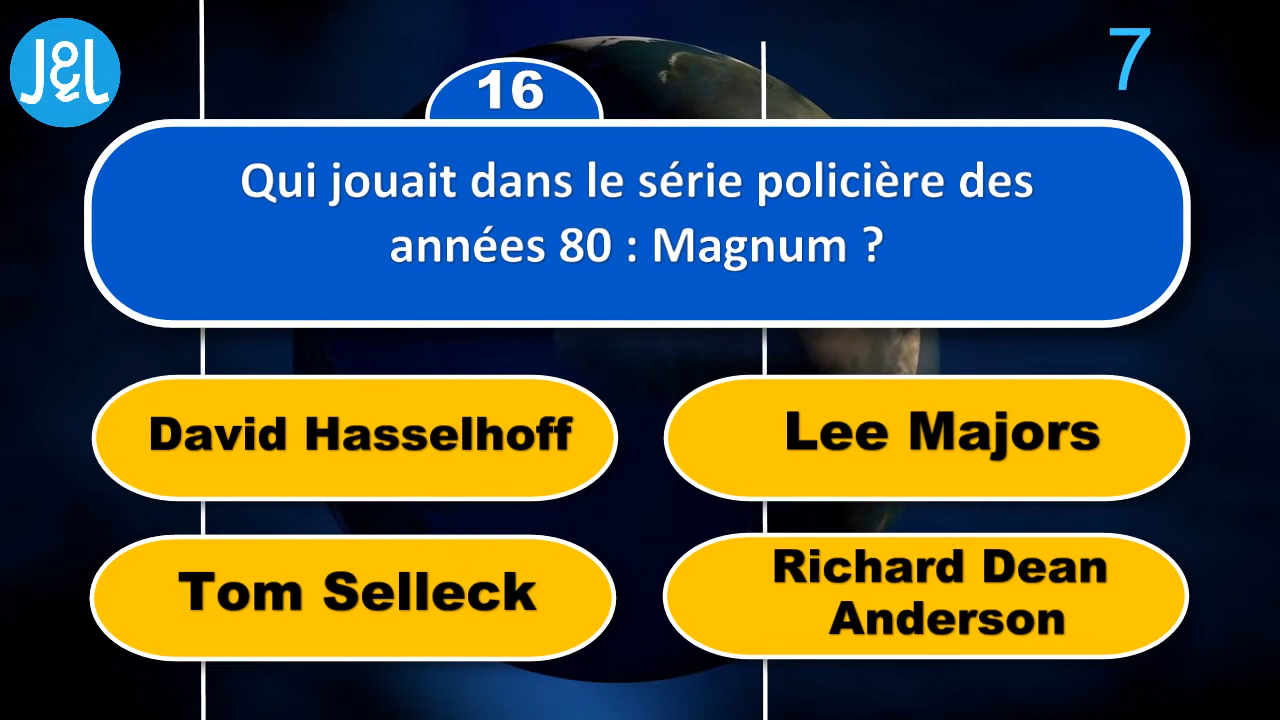 J&L
7
16
Qui jouait dans le série policière des
années 80 : Magnum ?
David Hasselhoff
Lee Majors
Tom Selleck
Richard Dean
Anderson